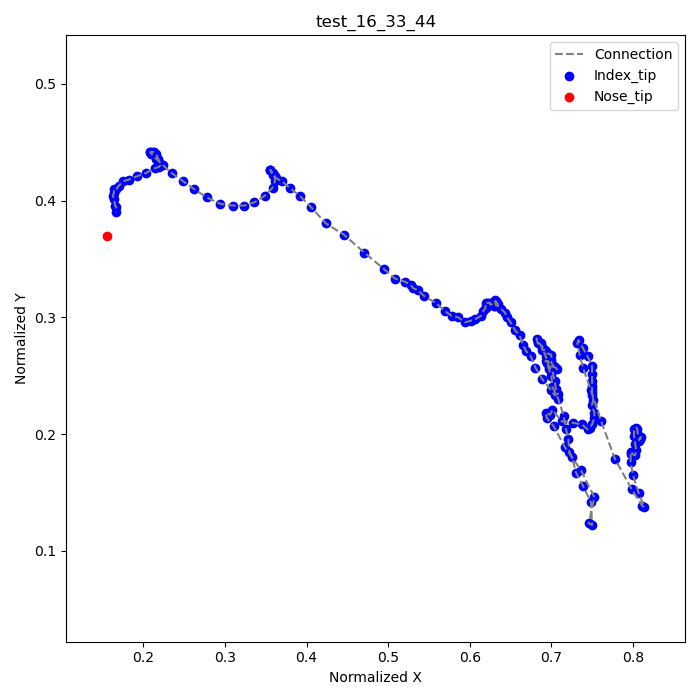 test_16_33_44
Connection
Index_tip
Nose_tip
0.5
0.4
0.3
0.2
0.1
Normalized Y
0.2 0.3 0.4 0.5 0.6 0.7 0.8
Normalized X